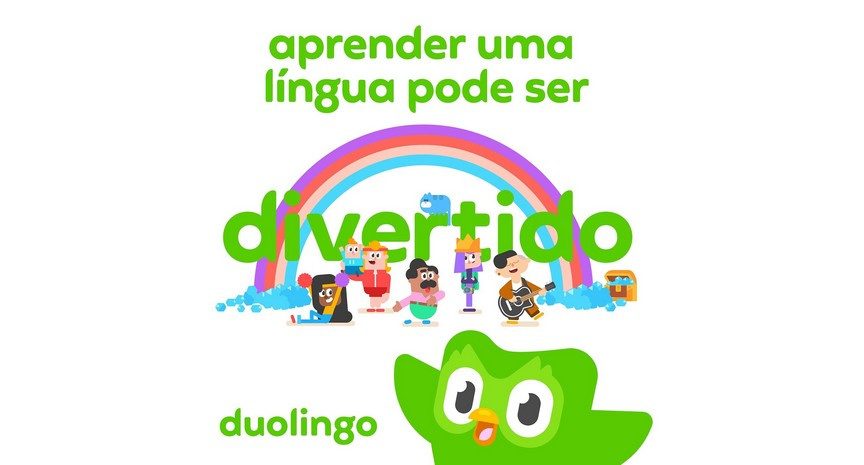 aprender uma
língua pode ser
divertido
duolingo